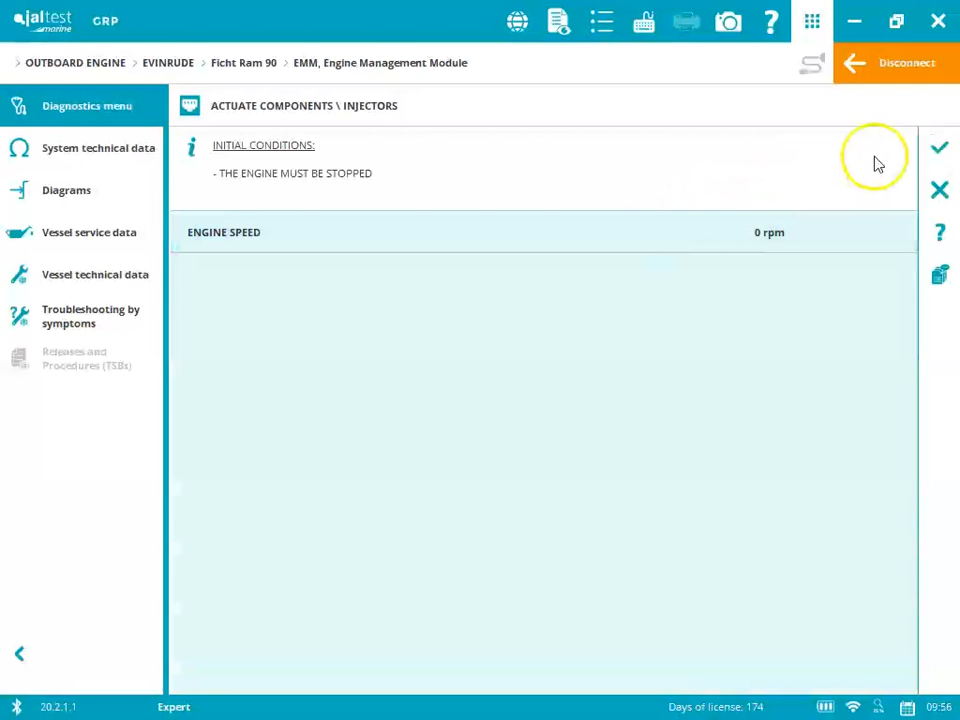 jaltest GRP
marine
OUTBOARD ENGINE > EVINRUDE > Ficht Ram 90 > EMM, Engine Management Module
Disconnect
Diagnostics menu
ACTUATE COMPONENTS \ INJECTORS
System technical data
INITIAL CONDITIONS:
- THE ENGINE MUST BE STOPPED
Diagrams
Vessel service data
ENGINE SPEED 0 rpm
Vessel technical data
Troubleshooting by
symptoms
Releases and
Procedures (TSBs)
20.2.1.1 Expert Days of license: 174 09:56